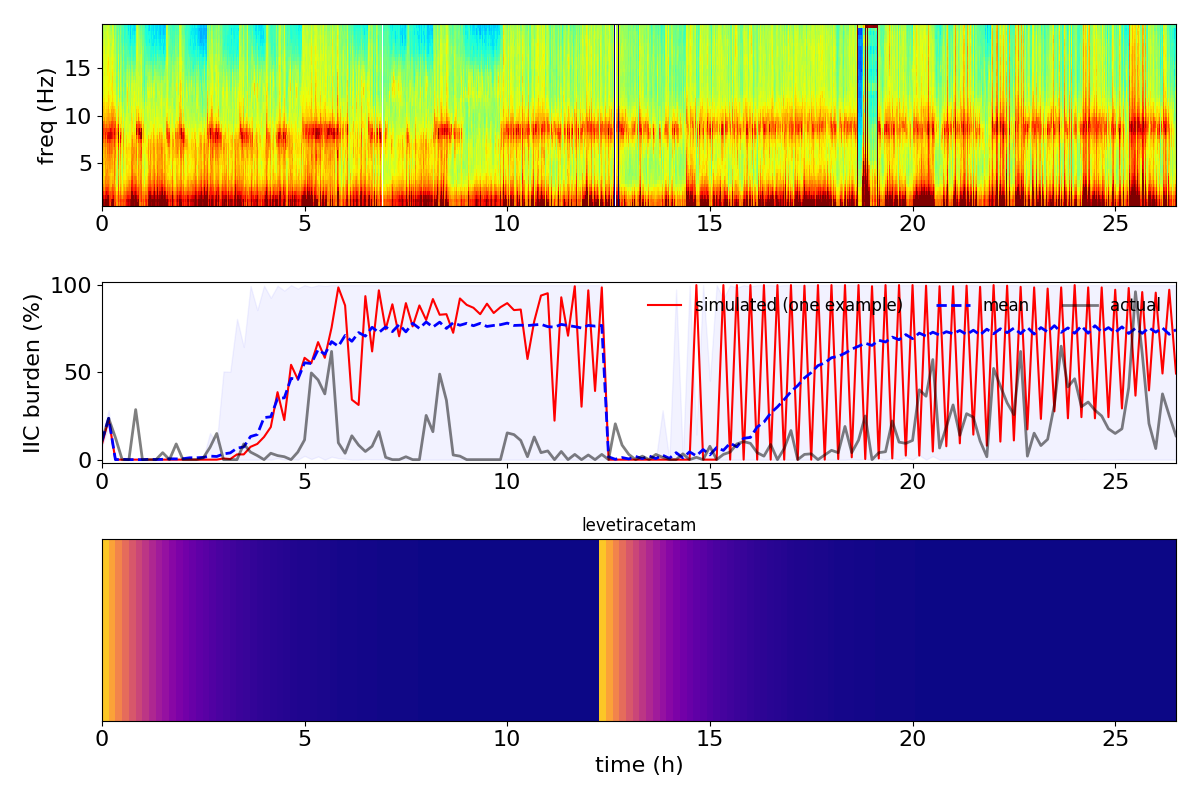 freq (Hz)
15
10
5
0 5 10 15 20 25
IIC burden (%)
100
50
0
simulated (one example) mean actual
0 5 10 15 20 25
levetiracetam
0 5 10 15 20 25
time (h)